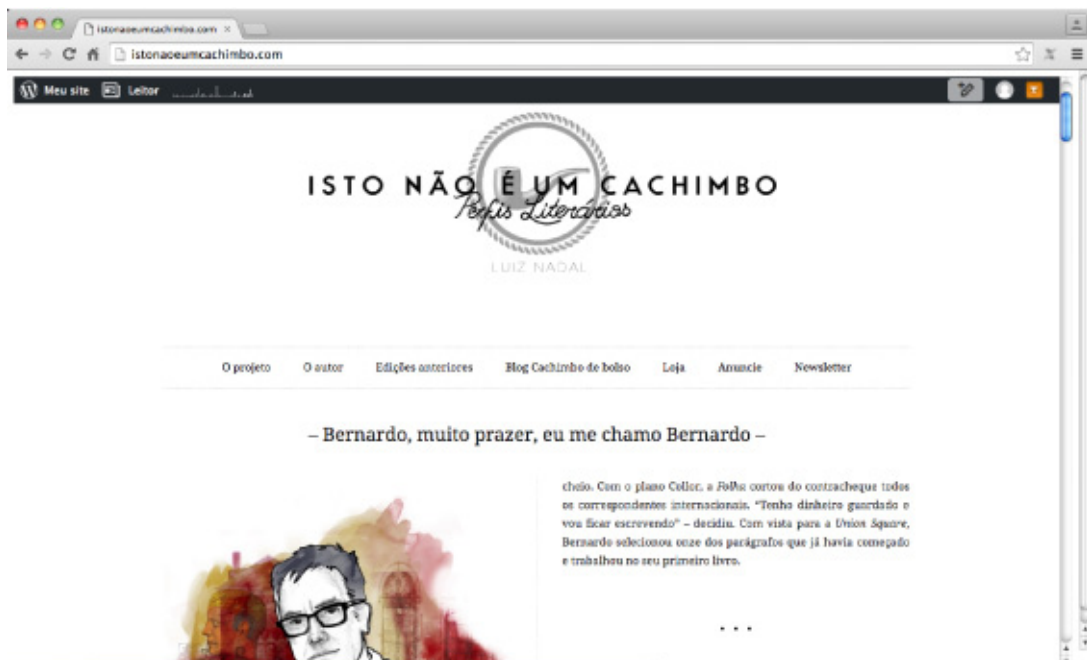 istonaoeumcachimbo.com
istonaoeumcachimbo.com
Meu site Leitor
ISTO NÃO É UM CACHIMBO
Perfis Literários
LUIZ NADAL
O projeto O autor Edições anteriores Blog Cachimbo de bolso Loja Anuncie Newsletter
– Bernardo, muito prazer, eu me chamo Bernardo –
cheio. Com o plano Collor, a Folha cortou do contracheque todos
os correspondentes internacionais. “Tenho dinheiro guardado e
vou ficar escrevendo” – decidiu. Com vista para a Union Square,
Bernardo selecionou onze dos parágrafos que já havia começado
e trabalhou no seu primeiro livro.
• • •